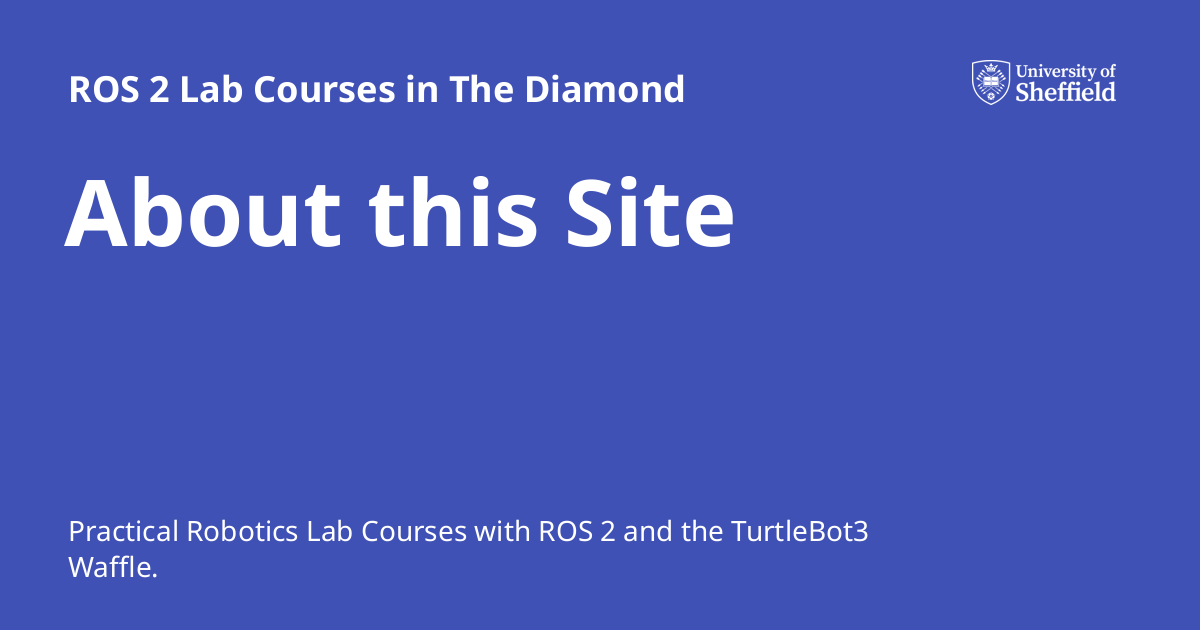 ROS 2 Lab Courses in The Diamond
University of
Sheffield
About this Site
Practical Robotics Lab Courses with ROS 2 and the TurtleBot3
Waffle.